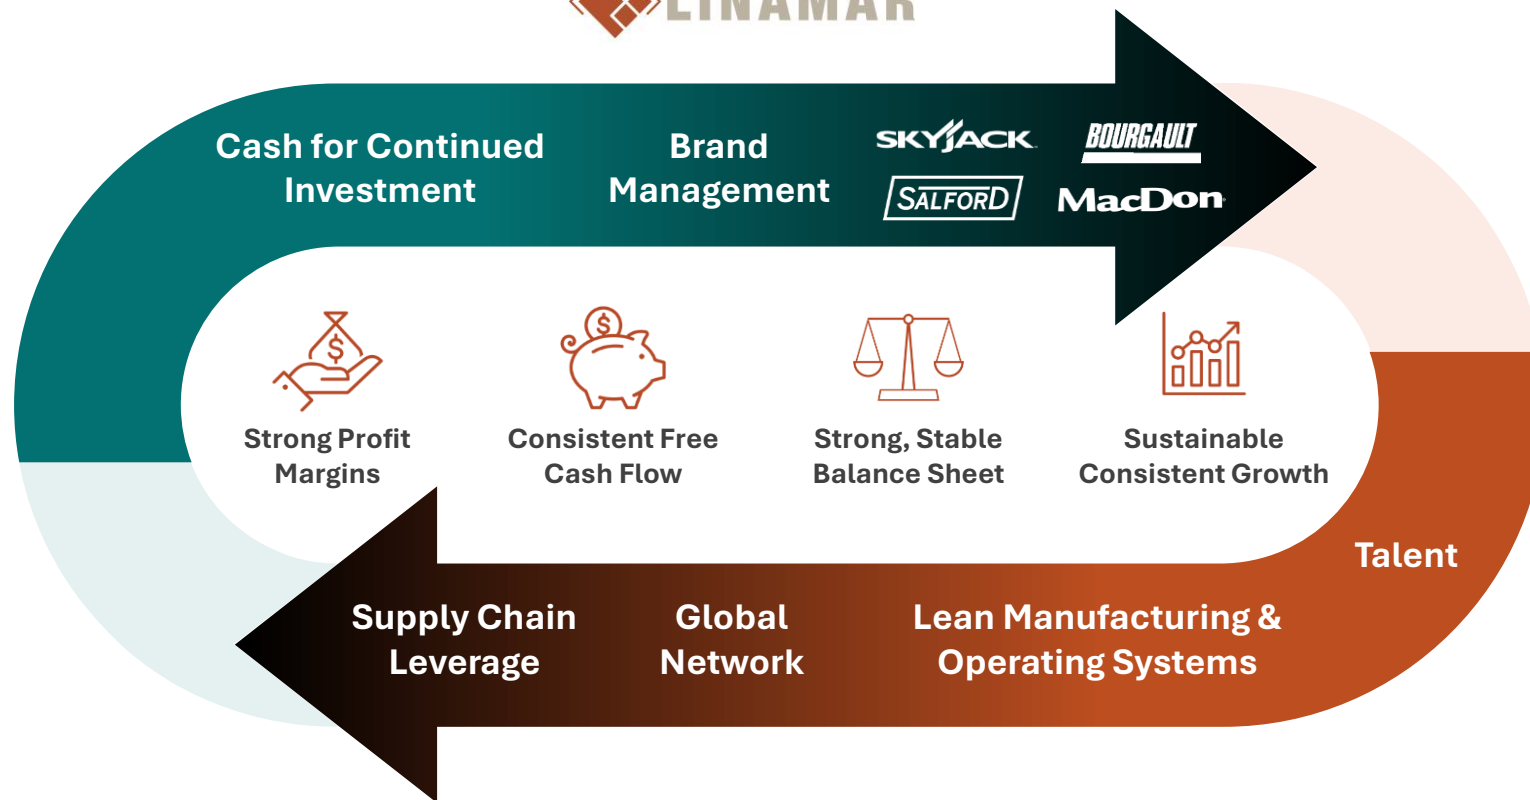 LINAMAR
Cash for Continued
Investment
Brand
Management
SKYJACK
BOURGAULT
SALFORD
MacDon
$
$
Strong Profit
Margins
Consistent Free
Cash Flow
Strong, Stable
Balance Sheet
Sustainable
Consistent Growth
Talent
Supply Chain
Leverage
Global
Network
Lean Manufacturing &
Operating Systems